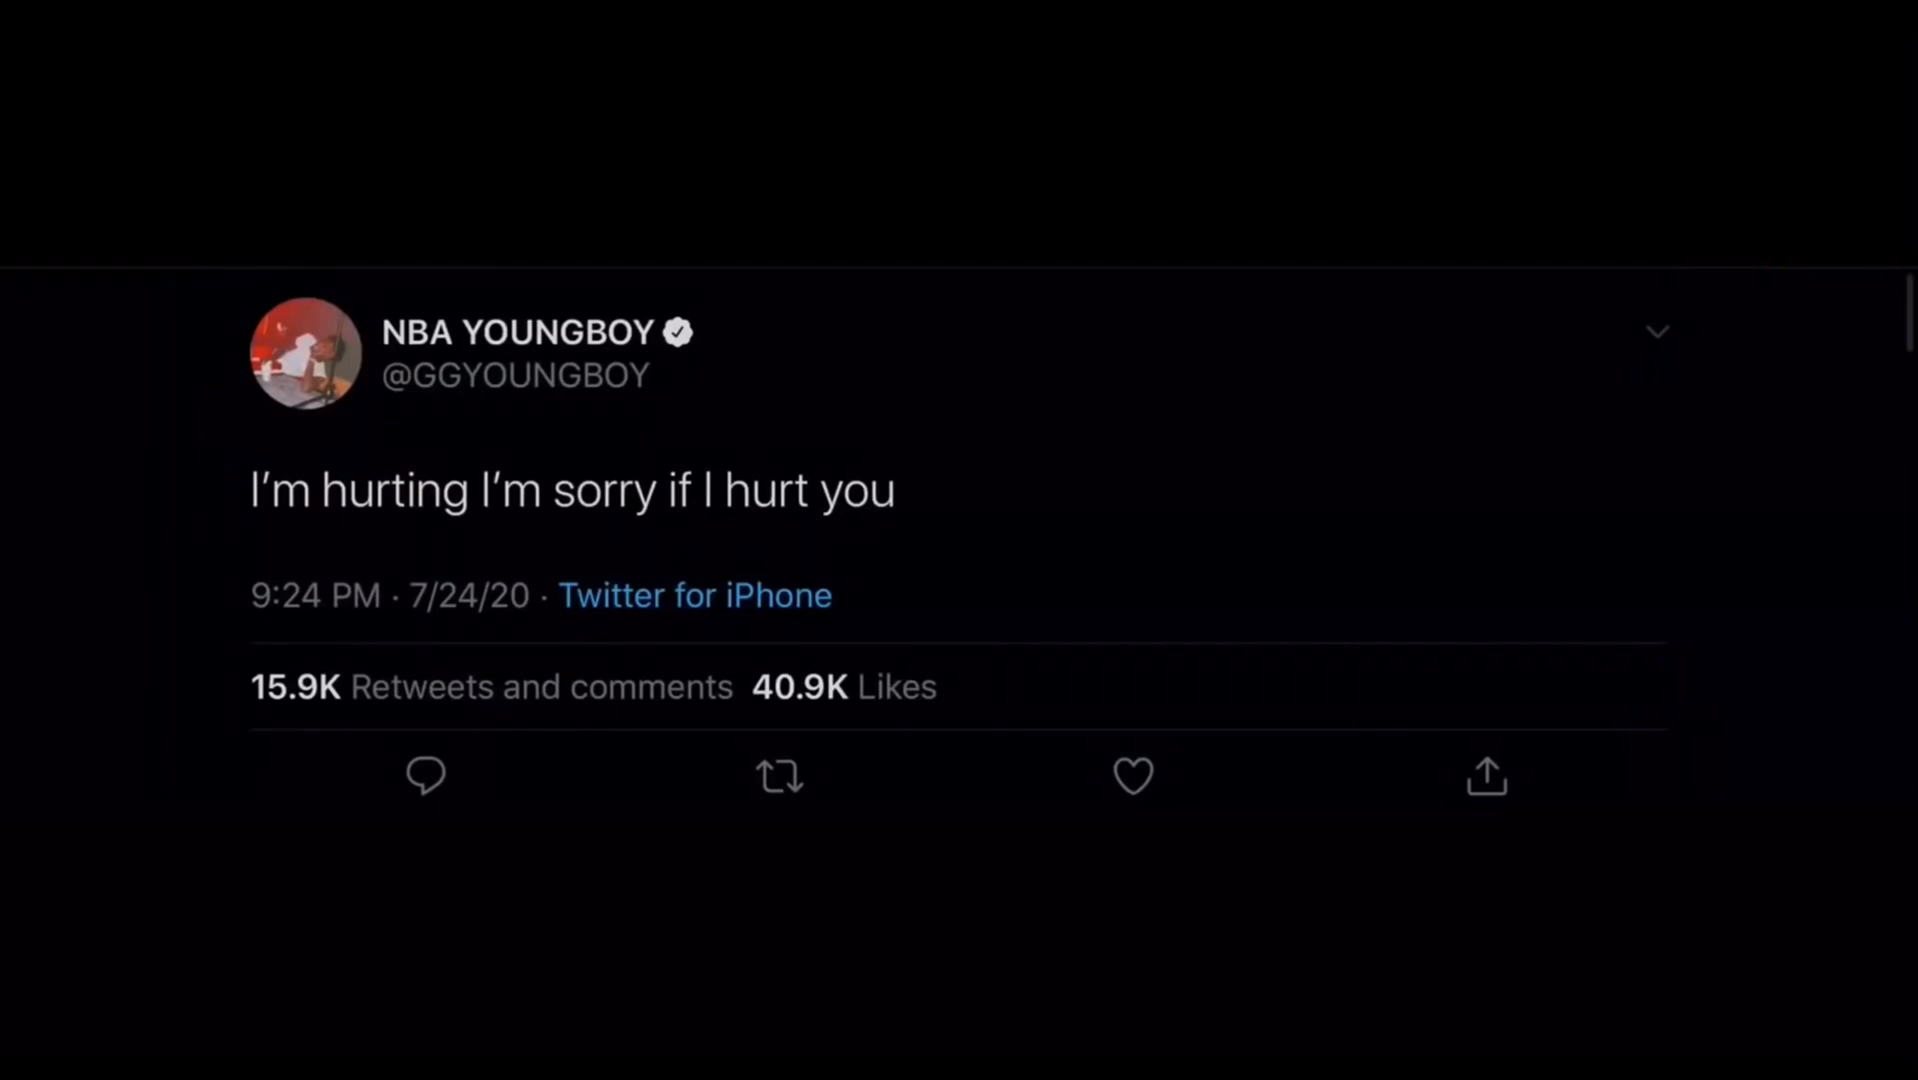 NBA YOUNGBOY
@GGYOUNGBOY
I’m hurting I’m sorry if I hurt you
9:24 PM · 7/24/20 · Twitter for iPhone
15.9K Retweets and comments 40.9K Likes